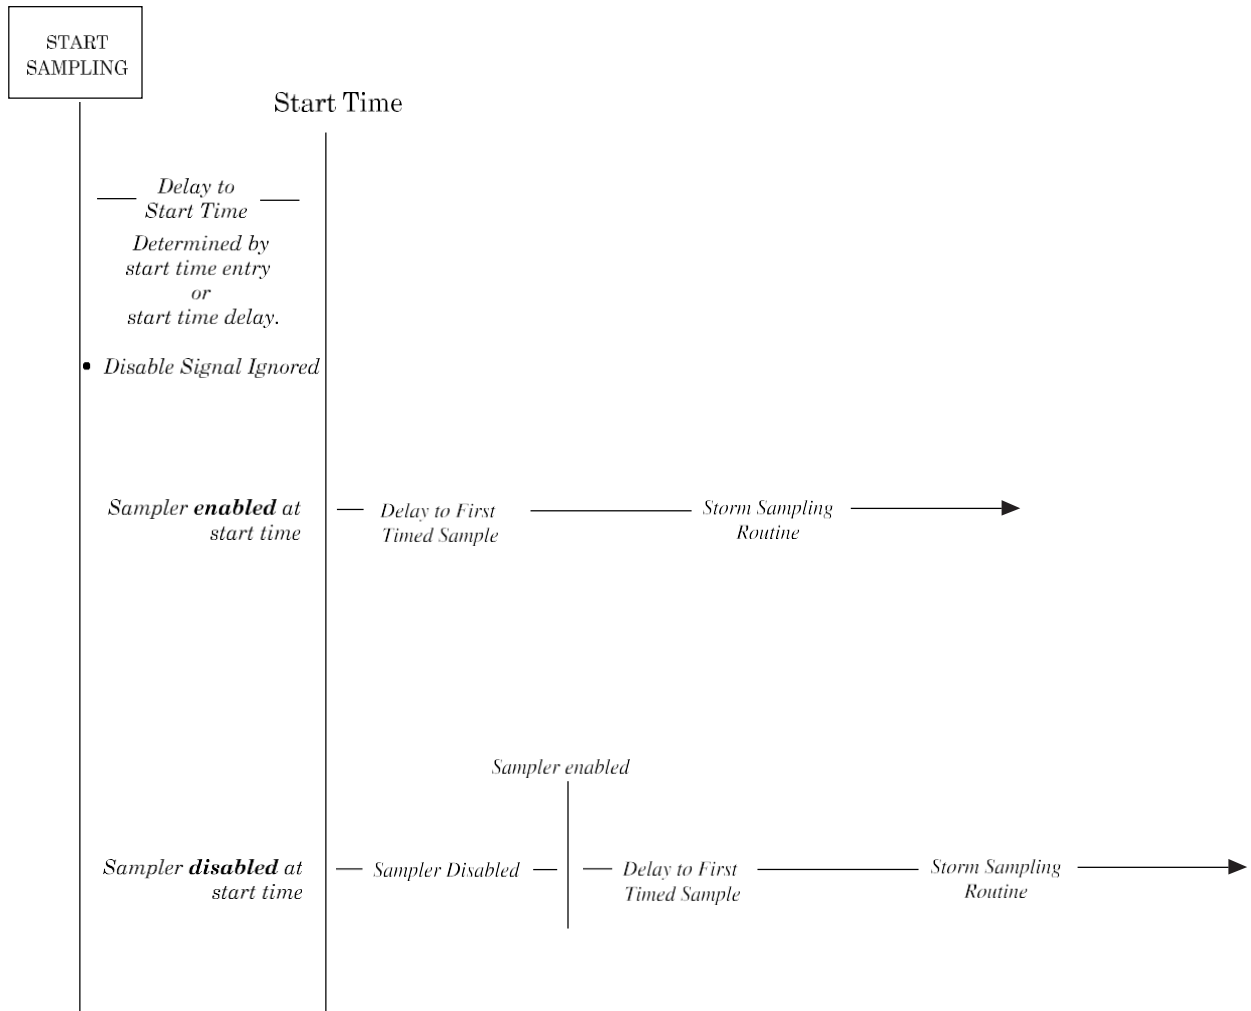 START
SAMPLING
Start Time
Delay to
Start Time
Determined by
start time entry
or
start time delay.
• Disable Signal Ignored
Sampler enabled at
start time
Delay to First
Timed Sample
Storm Sampling
Routine
Sampler enabled
Sampler disabled at
start time
Sampler Disabled
Delay to First
Timed Sample
Storm Sampling
Routine